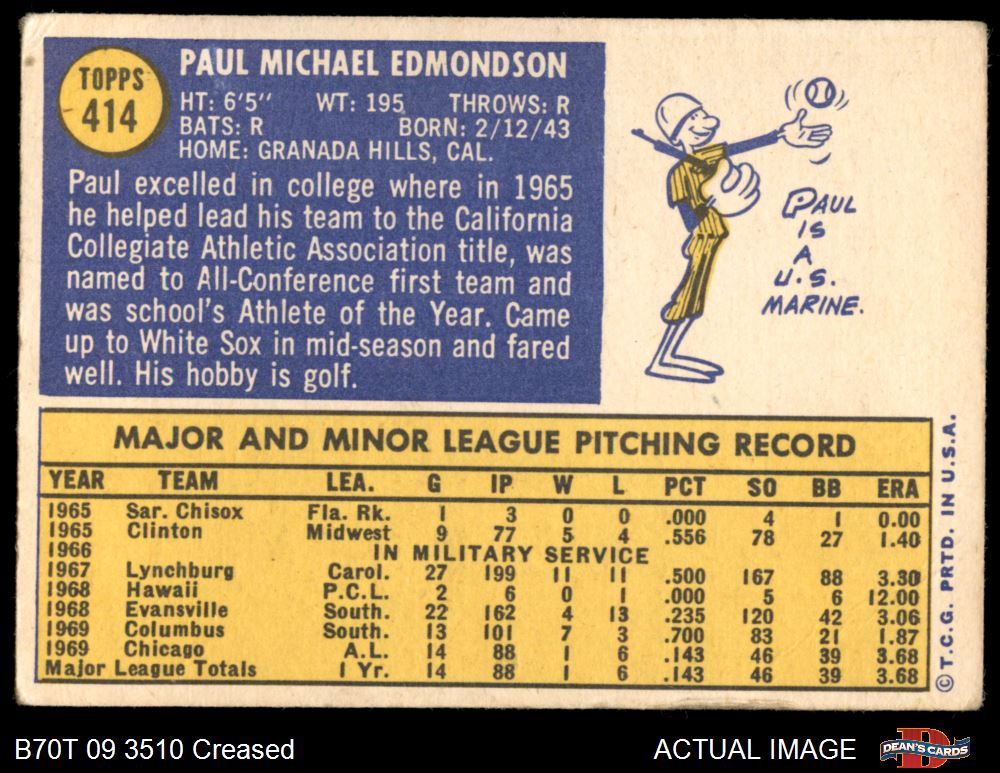 TOPPS
414
PAUL MICHAEL EDMONDSON
HT: 6'5" WT: 195 THROWS: R
BATS: R BORN: 2/12/43
HOME: GRANADA HILLS, CAL.
Paul excelled in college where in 1965
he helped lead his team to the California
Collegiate Athletic Association title, was
named to All-Conference first team and
was school's Athlete of the Year. Came
up to White Sox in mid-season and fared
well. His hobby is golf.
PAUL
IS
A
U.S.
MARINE.
MAJOR AND MINOR LEAGUE PITCHING RECORD
YEAR TEAM LEA. G IP W L PCT SO BB ERA
1965 Sar. Chisox Fla. Rk. 1 3 0 0 .000 4 1 0.00
1965 Clinton Midwest 9 77 5 4 .556 78 27 1.40
1966 IN MILITARY SERVICE
1967 Lynchburg Carol. 27 199 11 11 .500 167 88 3.30
1968 Hawaii P.C.L. 2 6 0 1 .000 5 6 12.00
1968 Evansville South. 22 162 4 13 .235 120 42 3.06
1969 Columbus South. 13 101 7 3 .700 83 21 1.87
1969 Chicago A.L. 14 88 1 6 .143 46 39 3.68
Major League Totals 1 Yr. 14 88 1 6 .143 46 39 3.68
© T.C.G. PRTD. IN U.S.A.
B70T 09 3510 Creased
ACTUAL IMAGE
D
DEAN'S CARDS